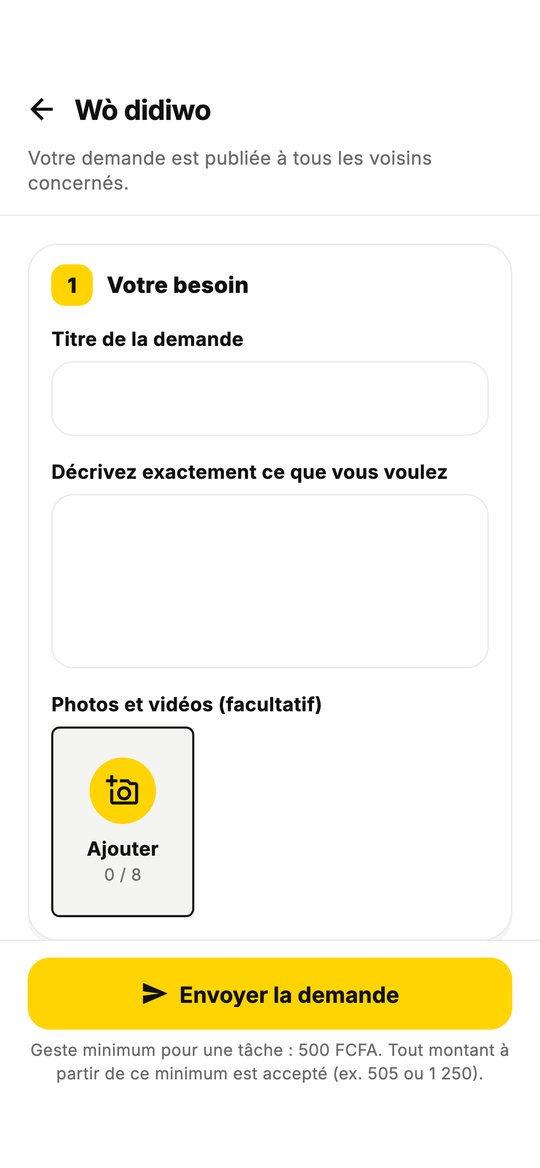 Wò didiwo
Votre demande est publiée à tous les voisins
concernés.
1 Votre besoin
Titre de la demande
Décrivez exactement ce que vous voulez
Photos et vidéos (facultatif)
Ajouter
0 / 8
Envoyer la demande
Geste minimum pour une tâche : 500 FCFA. Tout montant à
partir de ce minimum est accepté (ex. 505 ou 1 250).